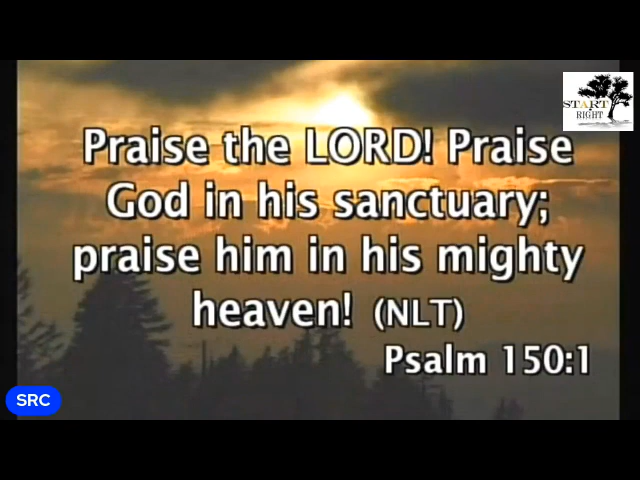 START
RIGHT
Praise the LORD! Praise
God in his sanctuary;
praise him in his mighty
heaven! (NLT)
Psalm 150:1
SRC